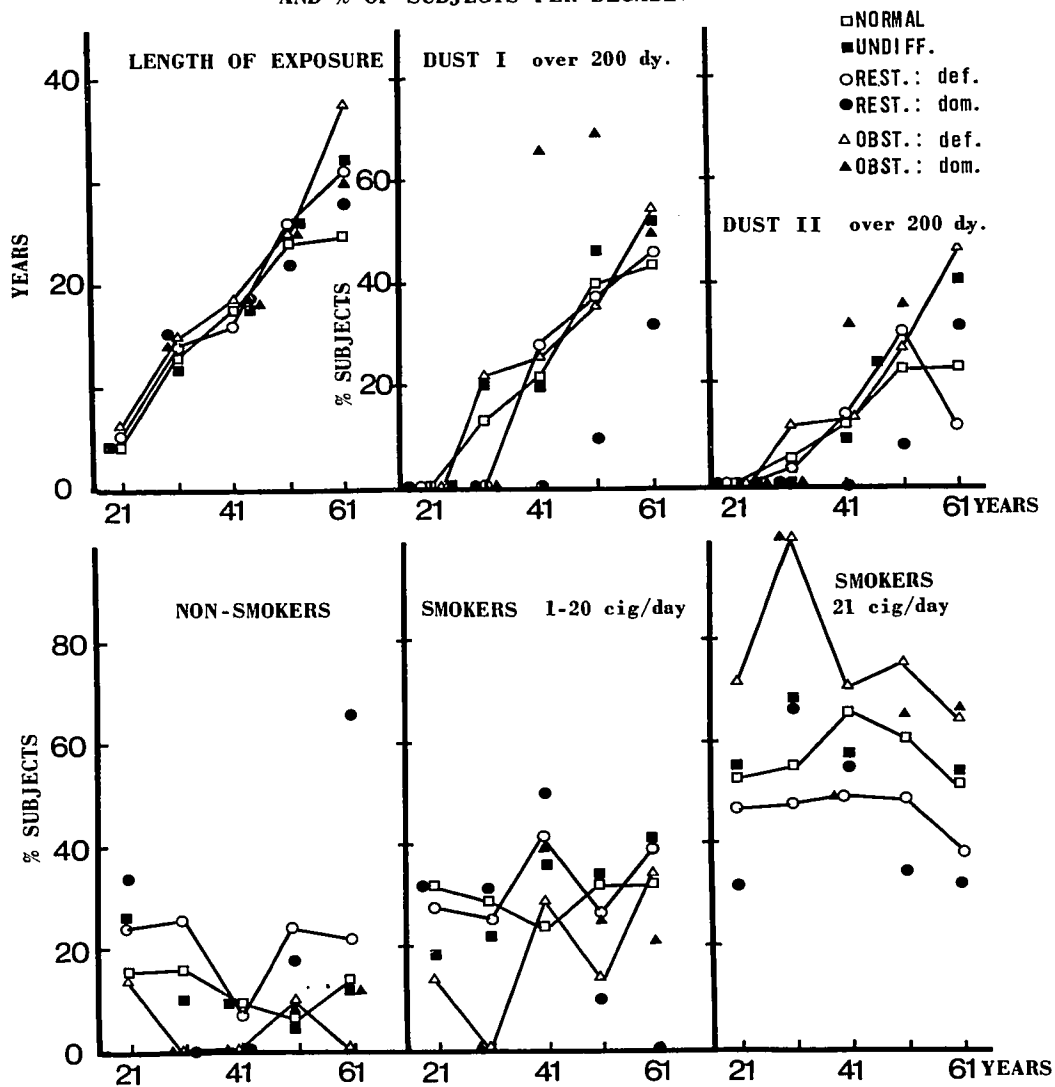 AND % OF SUBJECTS PER DECADE.
NORMAL
UNDIFF.
REST.: def.
REST.: dom.
OBST.: def.
OBST.: dom.
LENGTH OF EXPOSURE
DUST I over 200 dy.
DUST II over 200 dy.
YEARS
40
20
0
% SUBJECTS
60
40
20
21 41 61
21 41 61
21 41 61 YEARS
NON-SMOKERS
SMOKERS 1-20 cig/day
SMOKERS
21 cig/day
% SUBJECTS
80
60
40
20
0
21 41 61
21 41 61
21 41 61 YEARS